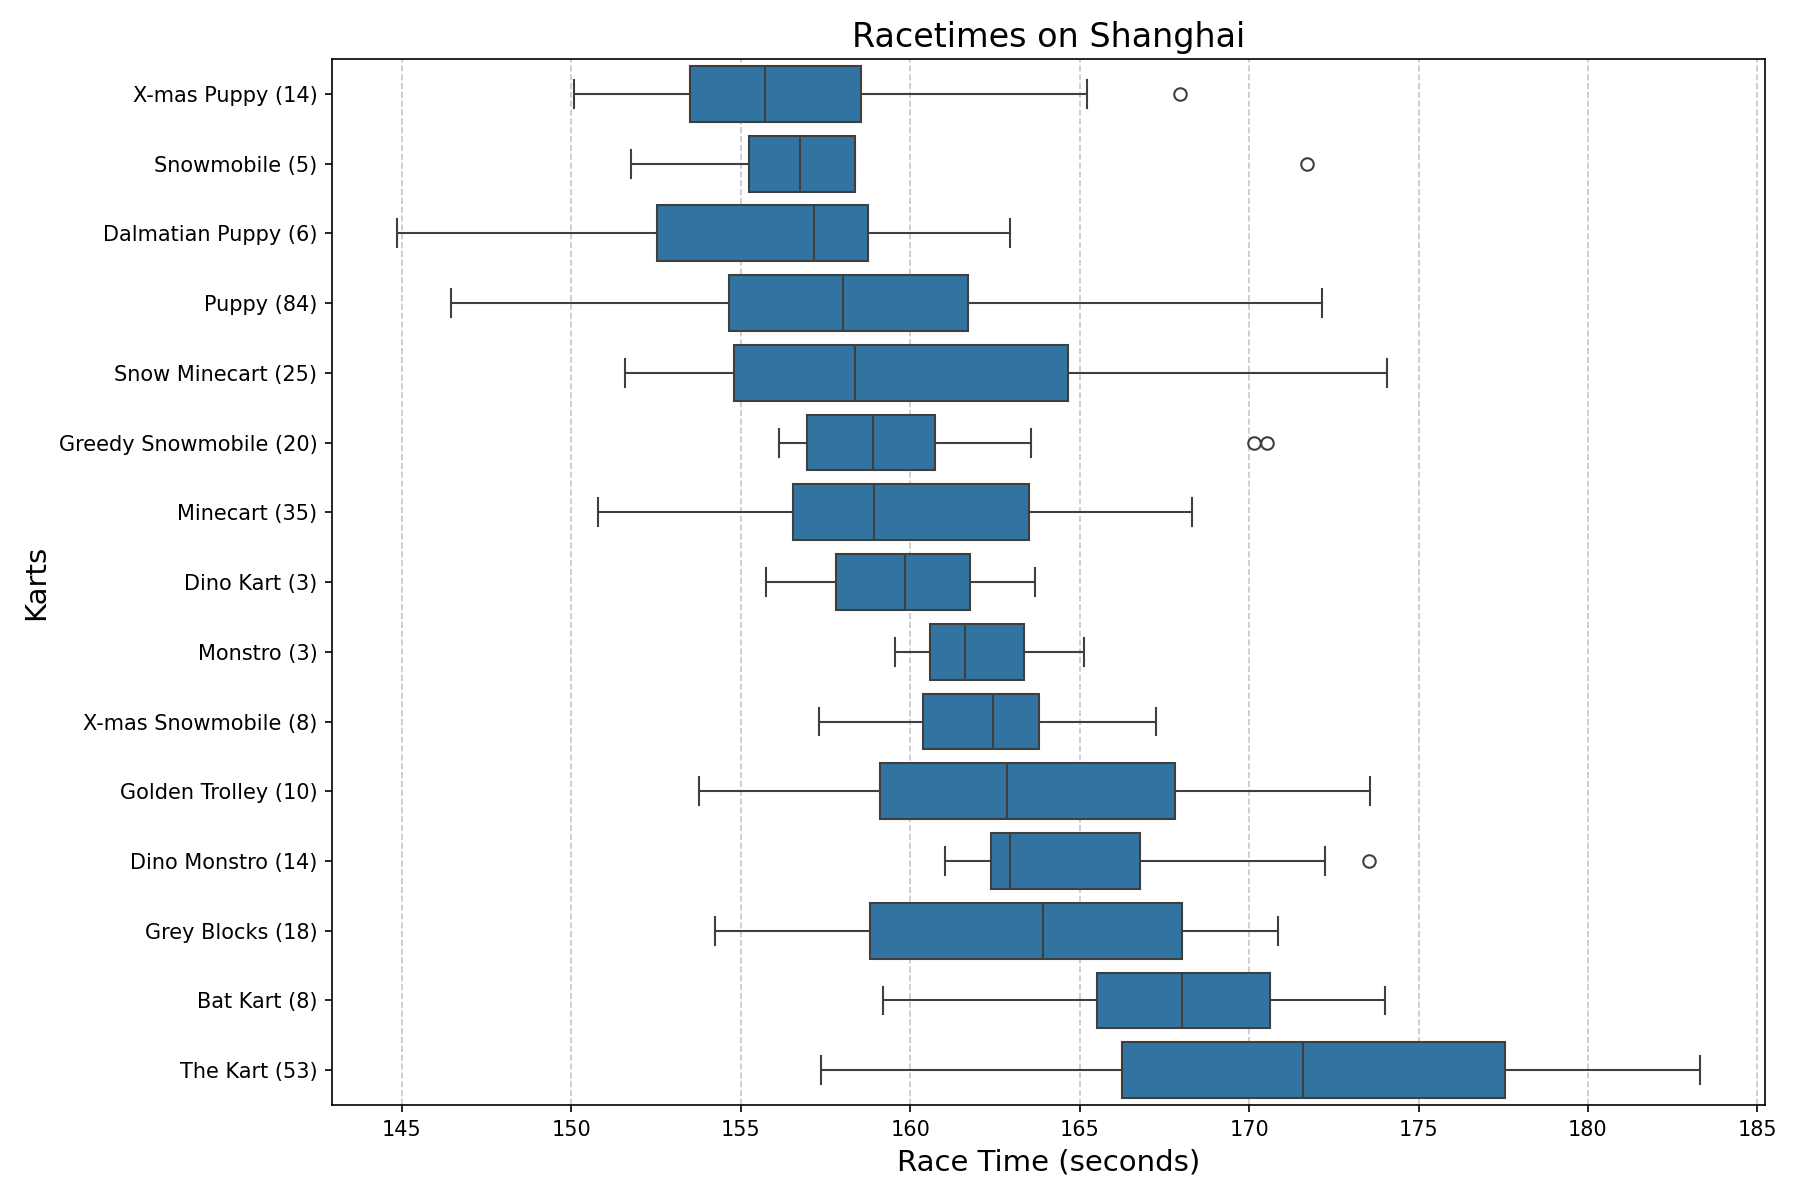 Racetimes on Shanghai
Karts
X-mas Puppy (14)
Snowmobile (5)
Dalmatian Puppy (6)
Puppy (84)
Snow Minecart (25)
Greedy Snowmobile (20)
Minecart (35)
Dino Kart (3)
Monstro (3)
X-mas Snowmobile (8)
Golden Trolley (10)
Dino Monstro (14)
Grey Blocks (18)
Bat Kart (8)
The Kart (53)
145 150 155 160 165 170 175 180 185
Race Time (seconds)